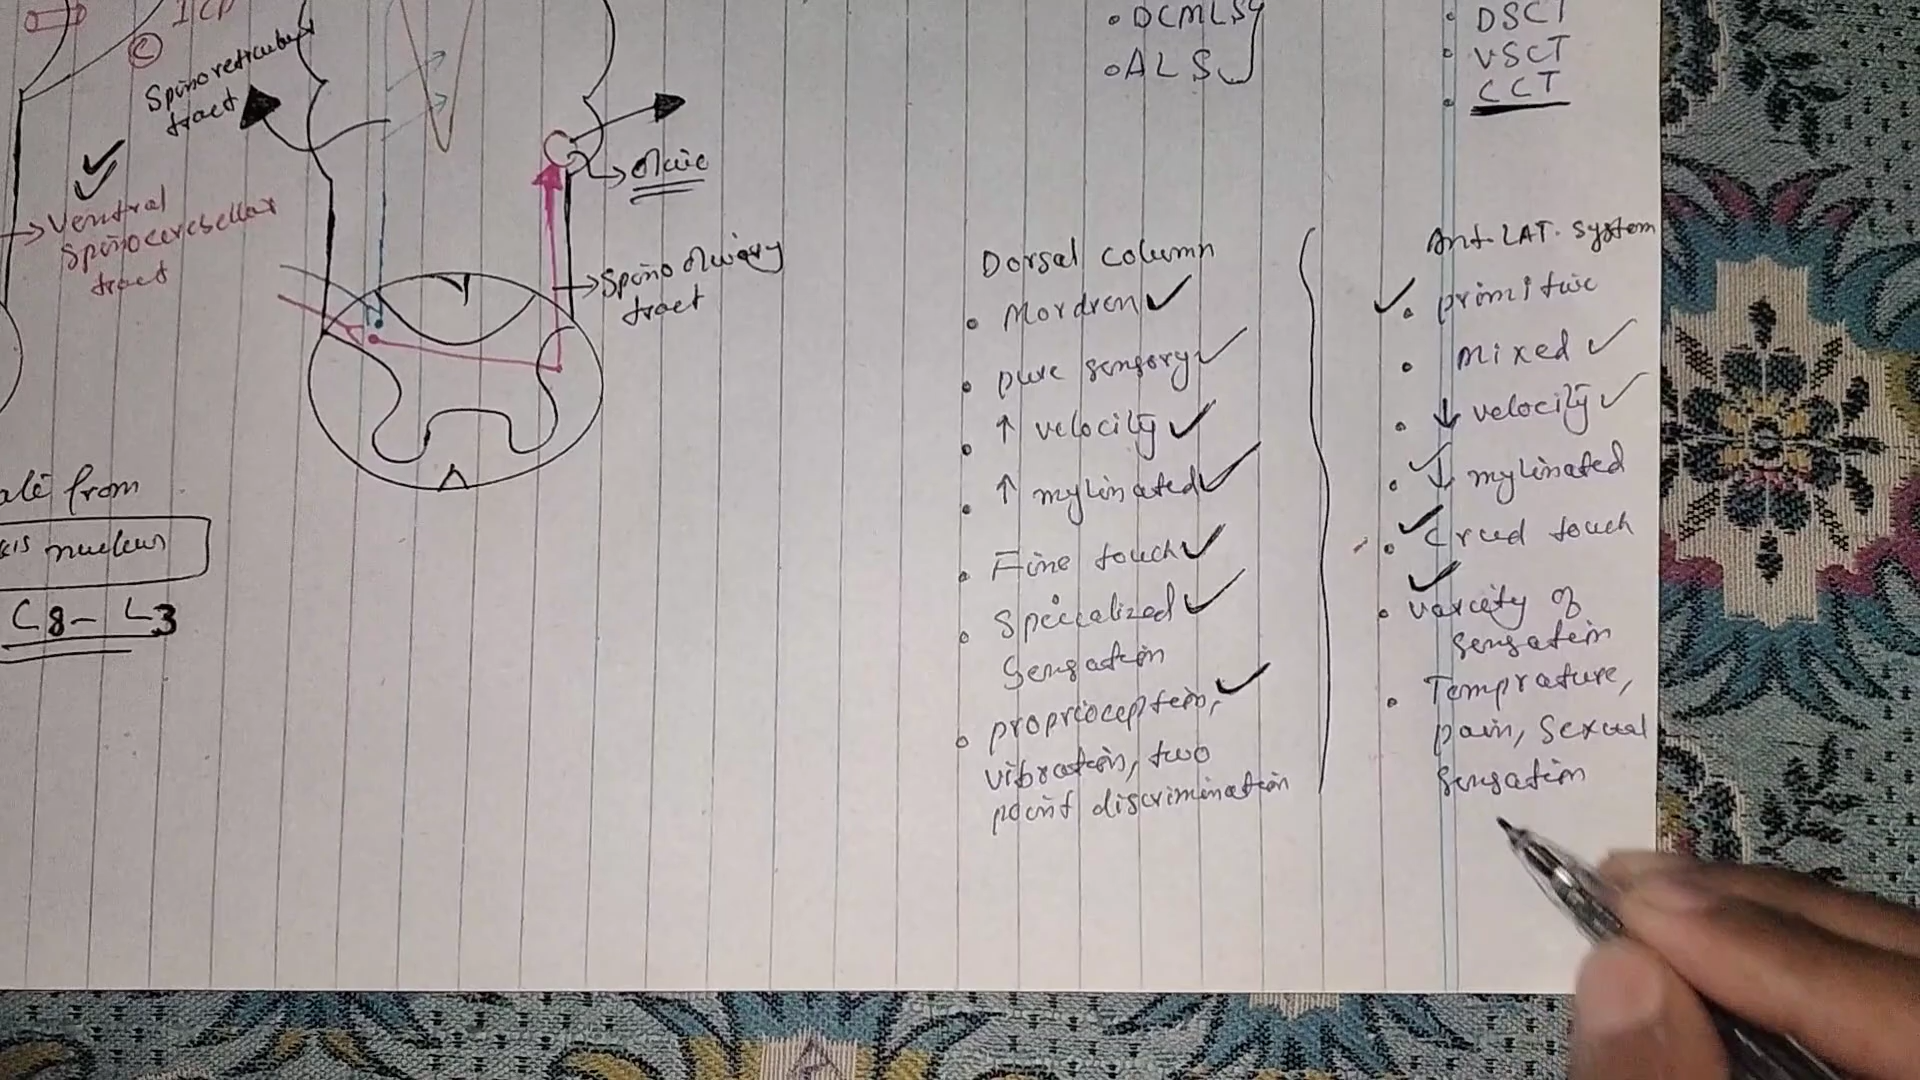 ICP
C
Spinoreticular
tract
Ventral
Spinocerebellar
tract
olive
Spino olivary
tract
from
nucleus
C8- L3
DCMLS
ALS
DSCT
VSCT
CCT
Dorsal column
Mordren
pure sensory
↑ velocity
↑ mylinated
Fine touch
Specialized
Sensation
proprioception,
vibration, two
point discrimination
Ant-LAT. System
primitive
mixed
↓ velocity
↓ mylinated
Crud touch
variety of
sensation
Temprature,
pain, Sexual
sensation